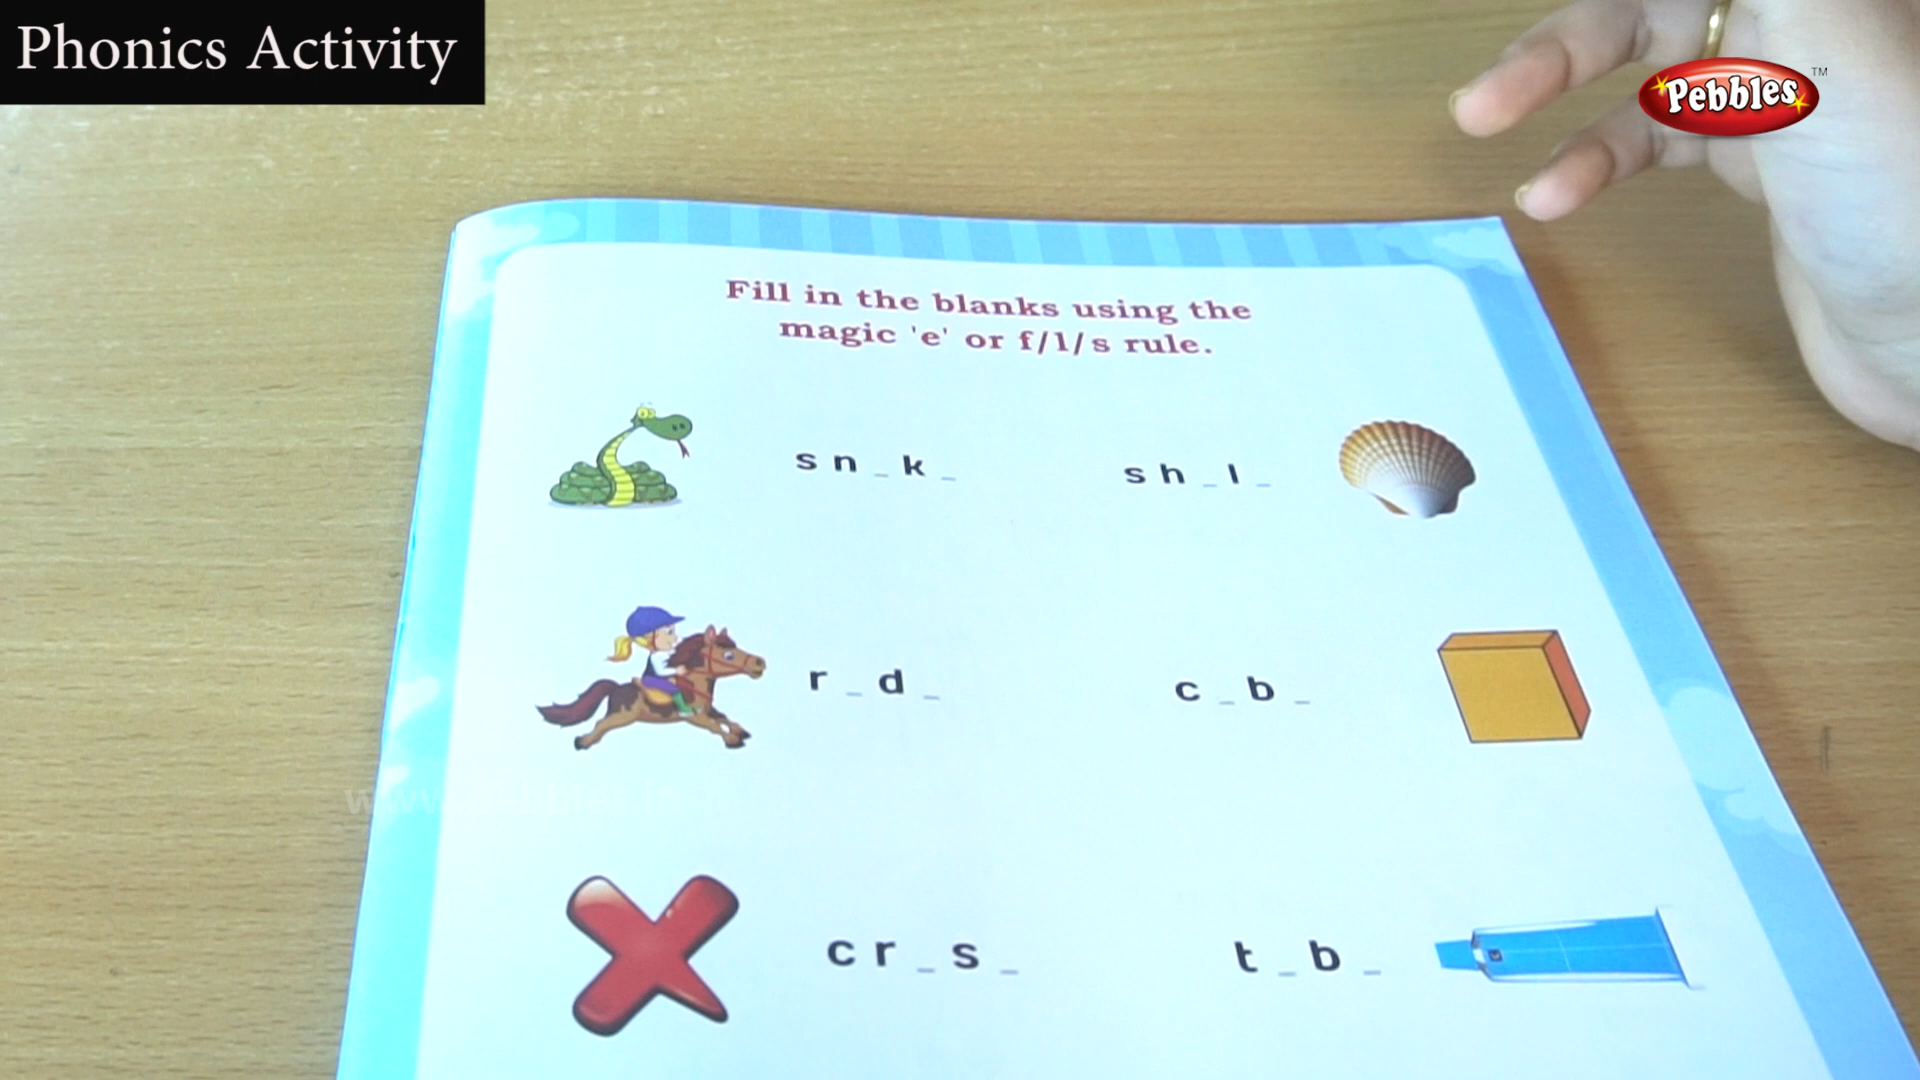 Phonics Activity
Pebbles TM
Fill in the blanks using the
magic 'e' or f/l/s rule.
s n _ k _
s h _ l _
r _ d _
c _ b _
c r _ s _
t _ b _